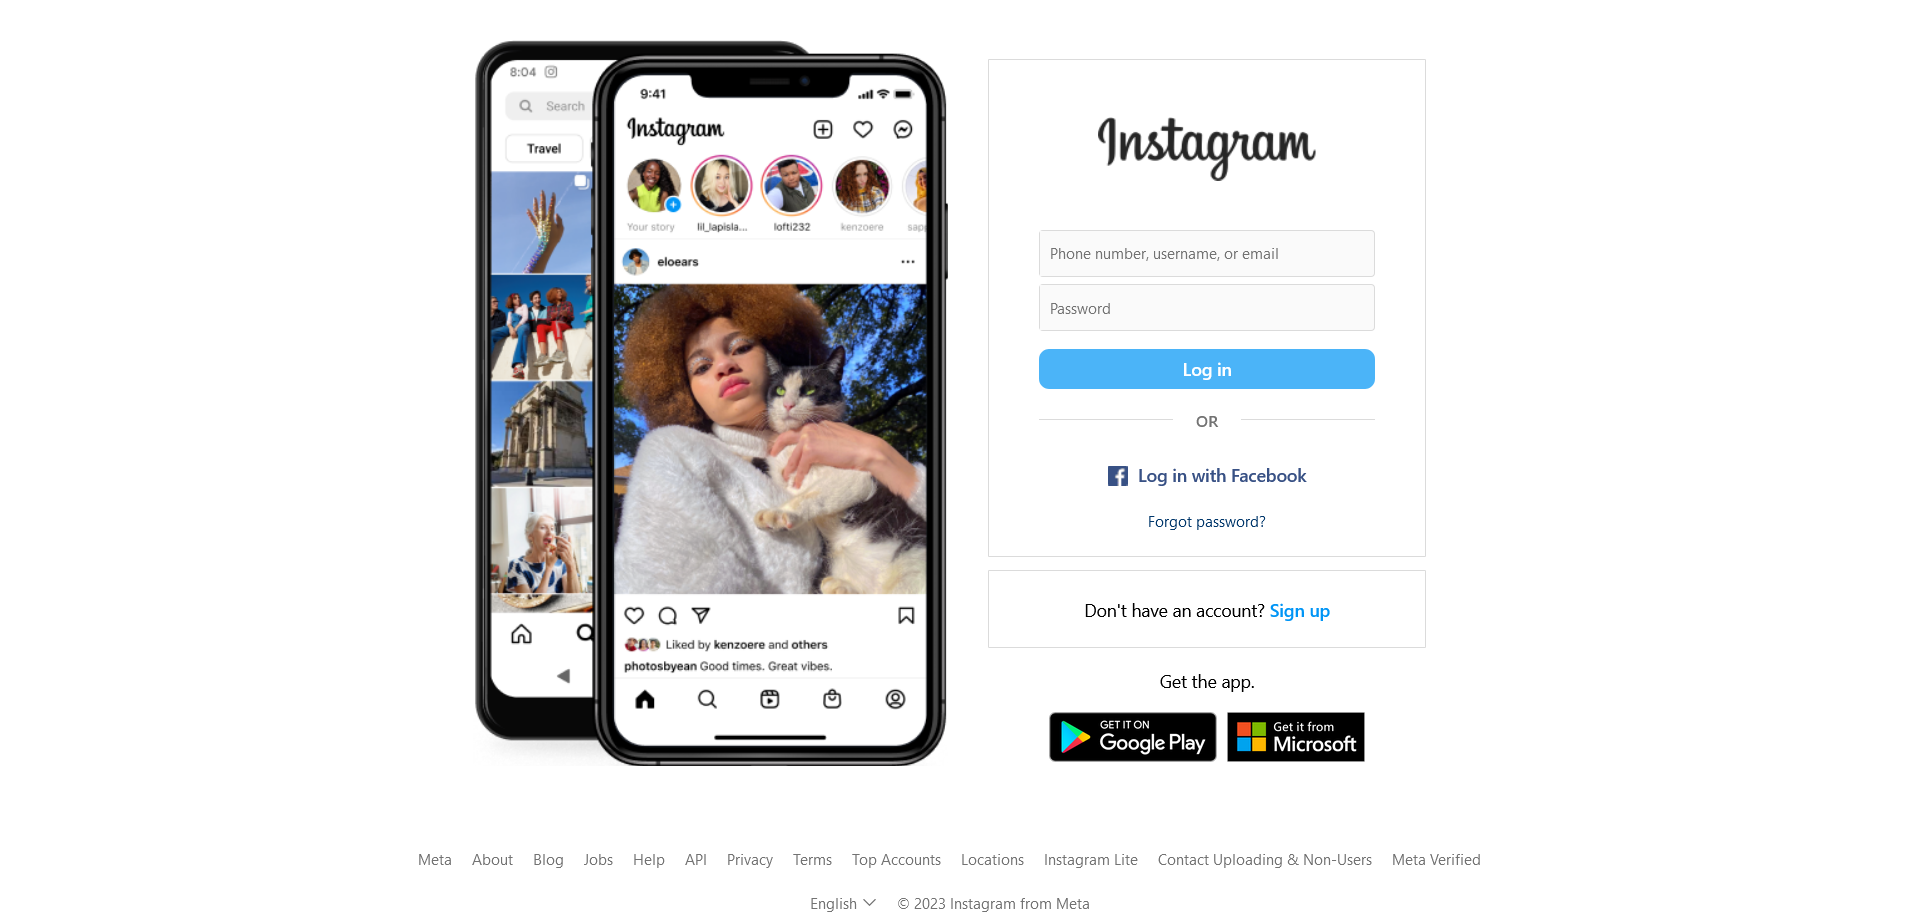 8:04
Search
Travel
9:41
Instagram
Your story lil_lapisla... lofti232 kenzoere sapp
eloears
Liked by kenzoere and others
photosbyean Good times. Great vibes.
Instagram
Phone number, username, or email
Password
Log in
OR
Log in with Facebook
Forgot password?
Don't have an account? Sign up
Get the app.
GET IT ON
Google Play
Get it from
Microsoft
Meta About Blog Jobs Help API Privacy Terms Top Accounts Locations Instagram Lite Contact Uploading & Non-Users Meta Verified
English © 2023 Instagram from Meta